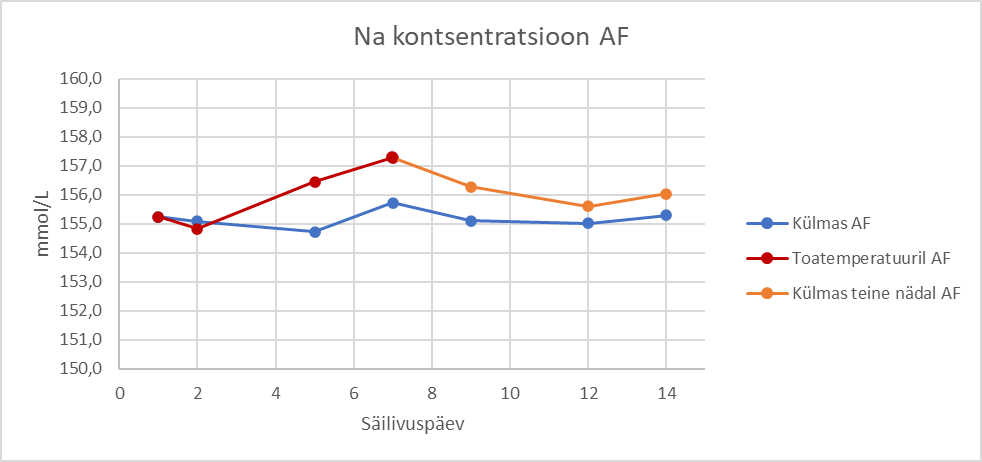 Na kontsentratsioon AF
160,0
159,0
158,0
157,0
156,0
155,0
154,0
153,0
152,0
151,0
150,0
mmol/L
0 2 4 6 8 10 12 14
Säilivuspäev
Külmas AF
Toatemperatuuril AF
Külmas teine nädal AF